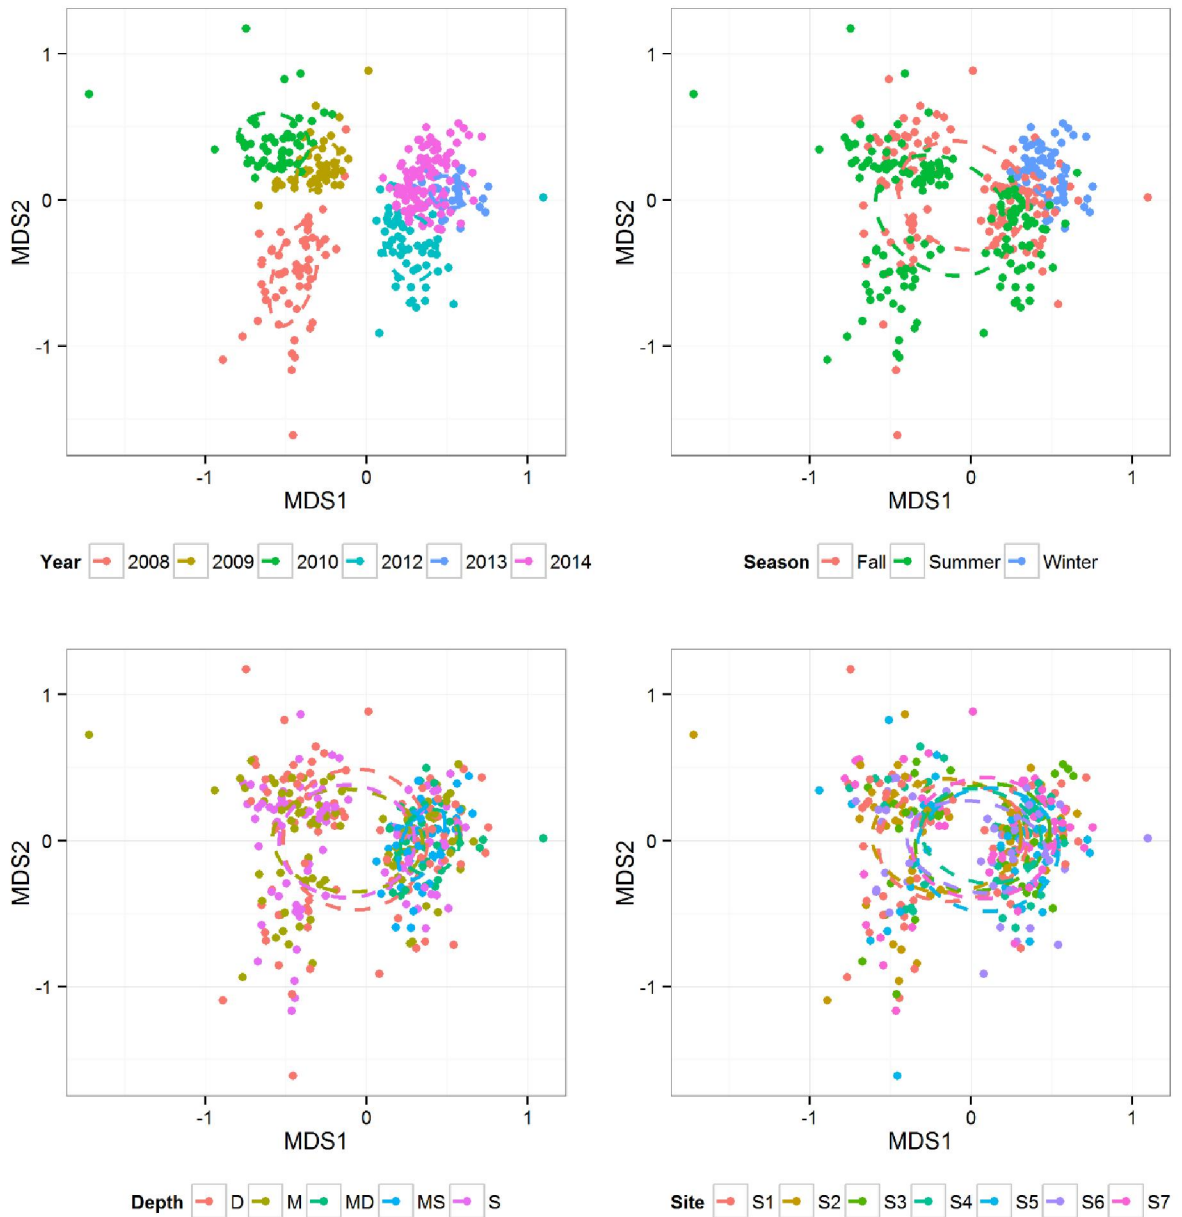 1
0
-1
MDS2
-1 0 1
MDS1
Year 2008 2009 2010 2012 2013 2014
1
0
-1
MDS2
-1 0 1
MDS1
Season Fall Summer Winter
1
0
-1
MDS2
-1 0 1
MDS1
Depth D M MD MS S
1
0
-1
MDS2
-1 0 1
MDS1
Site S1 S2 S3 S4 S5 S6 S7